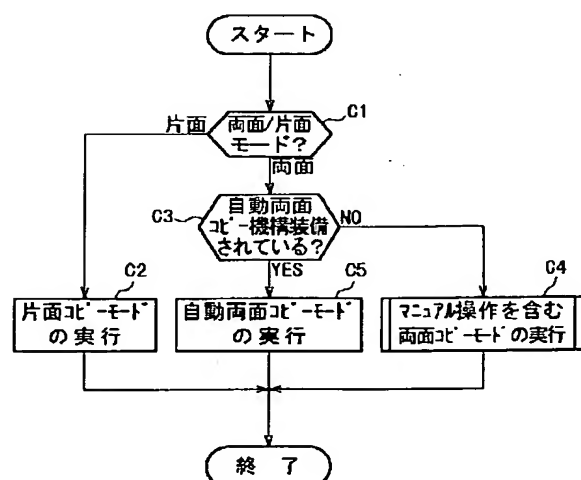 スタート
C1
片面
両面/片面
モード?
両面
C3
自動両面
コピー機構装備
されている?
NO
YES
C2
片面コピーモード
の実行
C5
自動両面コピーモード
の実行
C4
マニュアル操作を含む
両面コピーモードの実行
終了